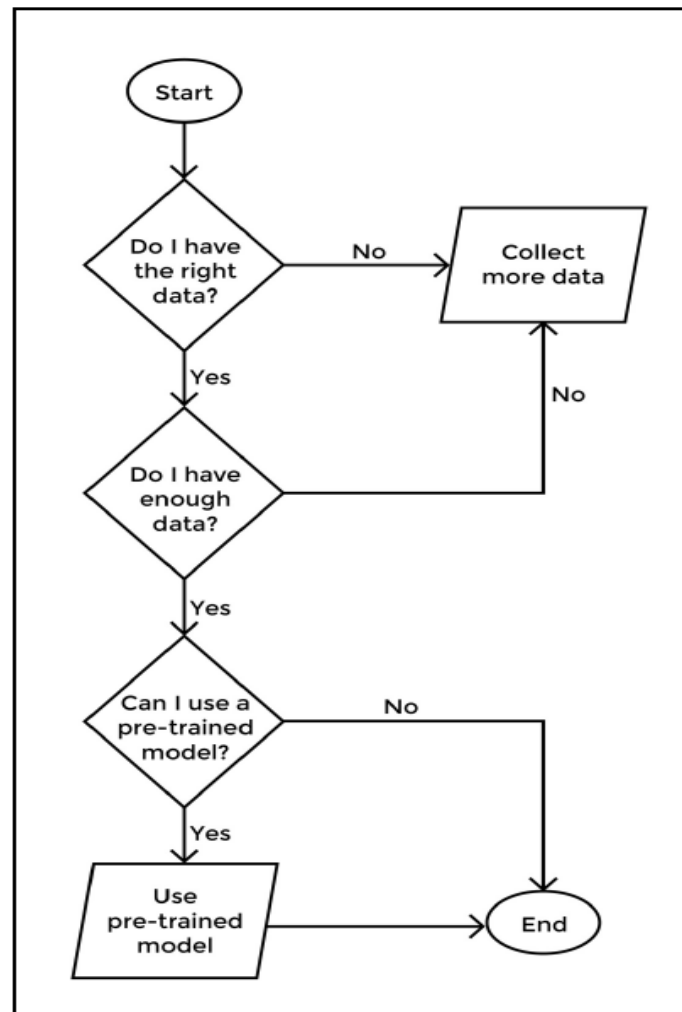 Start
Do I have
the right
data?
No
Collect
more data
Yes
No
Do I have
enough
data?
Yes
Can I use a
pre-trained
model?
No
Yes
Use
pre-trained
model
End